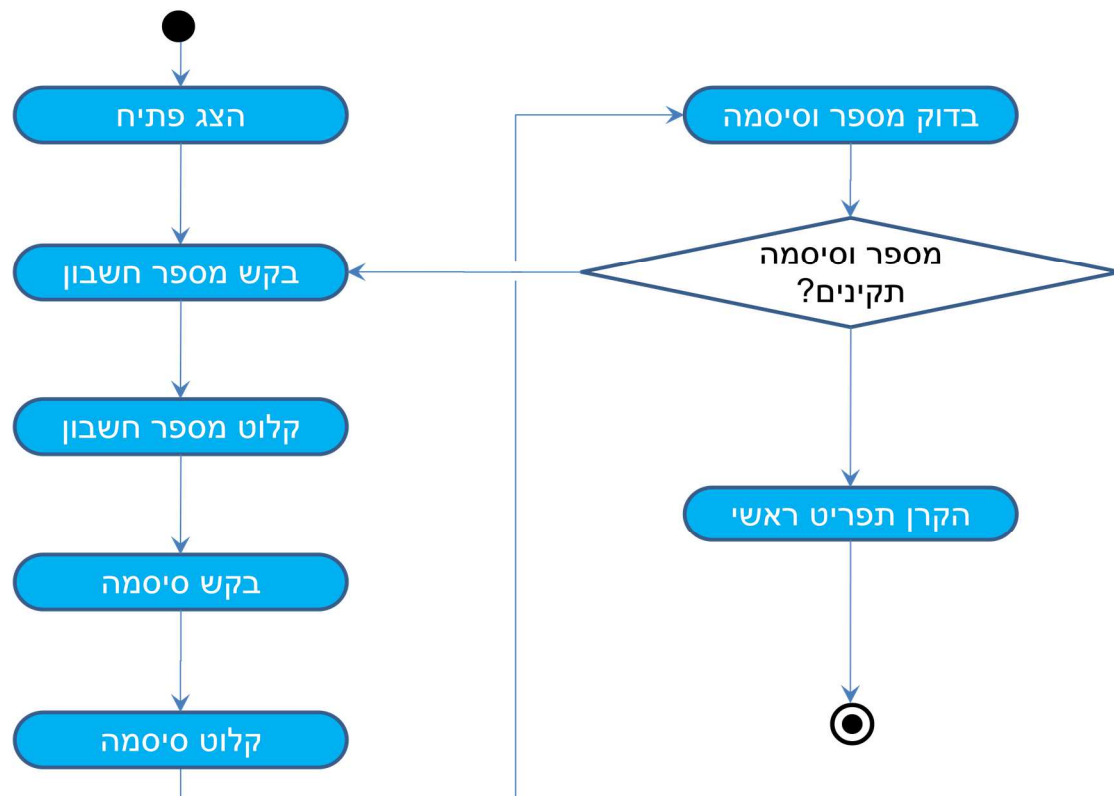 הצג פתיח
בקש מספר חשבון
קלוט מספר חשבון
בקש סיסמה
קלוט סיסמה
בדוק מספר וסיסמה
מספר וסיסמה
תקינים?
הקרן תפריט ראשי